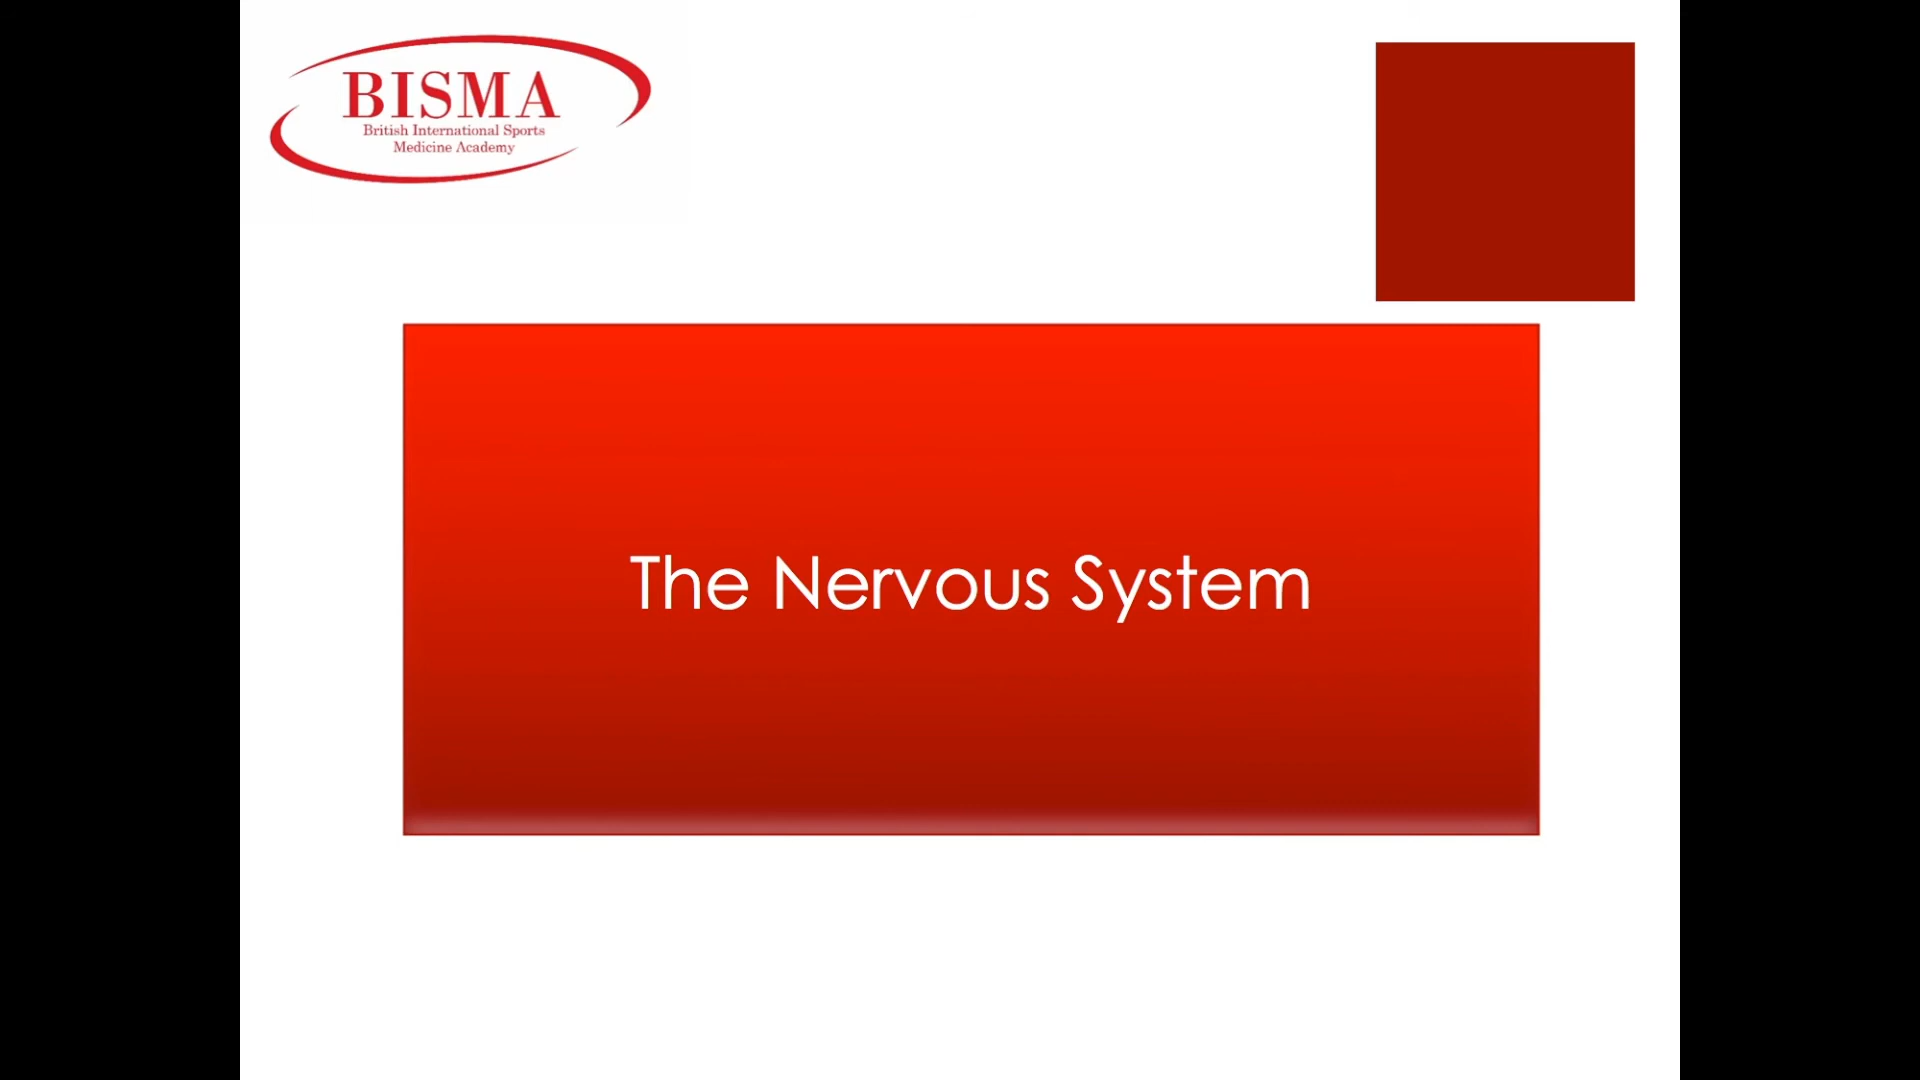 BISMA
British International Sports
Medicine Academy
The Nervous System